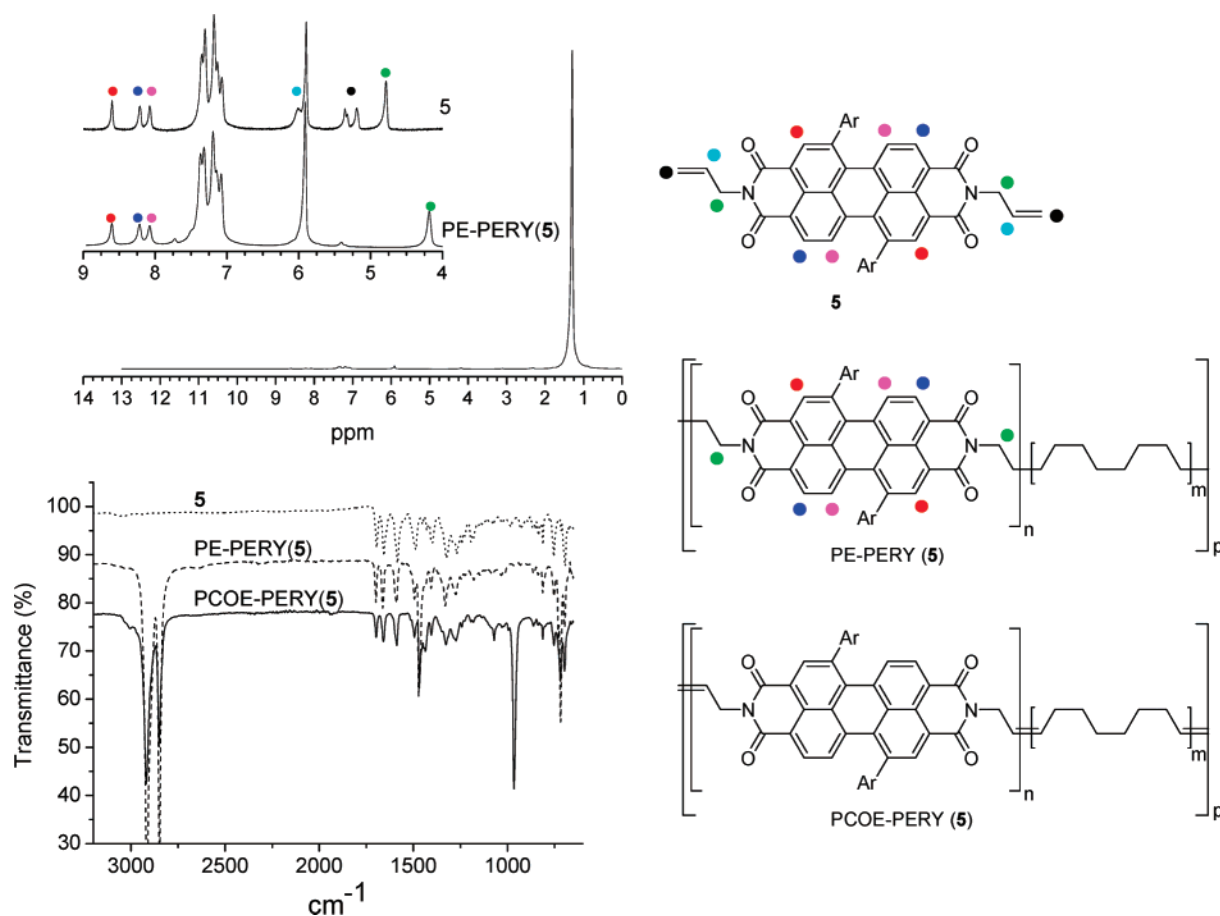 5
PE-PERY(5)
9 8 7 6 5 4
14 13 12 11 10 9 8 7 6 5 4 3 2 1 0
ppm
Ar
O O
N N
O O
Ar
5
Ar
O O
N N
O O
Ar
n
m
p
PE-PERY (5)
Ar
O O
N N
O O
Ar
n
m
p
PCOE-PERY (5)
100
90
80
70
60
50
40
30
Transmittance (%)
5
PE-PERY(5)
PCOE-PERY(5)
3000 2500 2000 1500 1000
cm-1